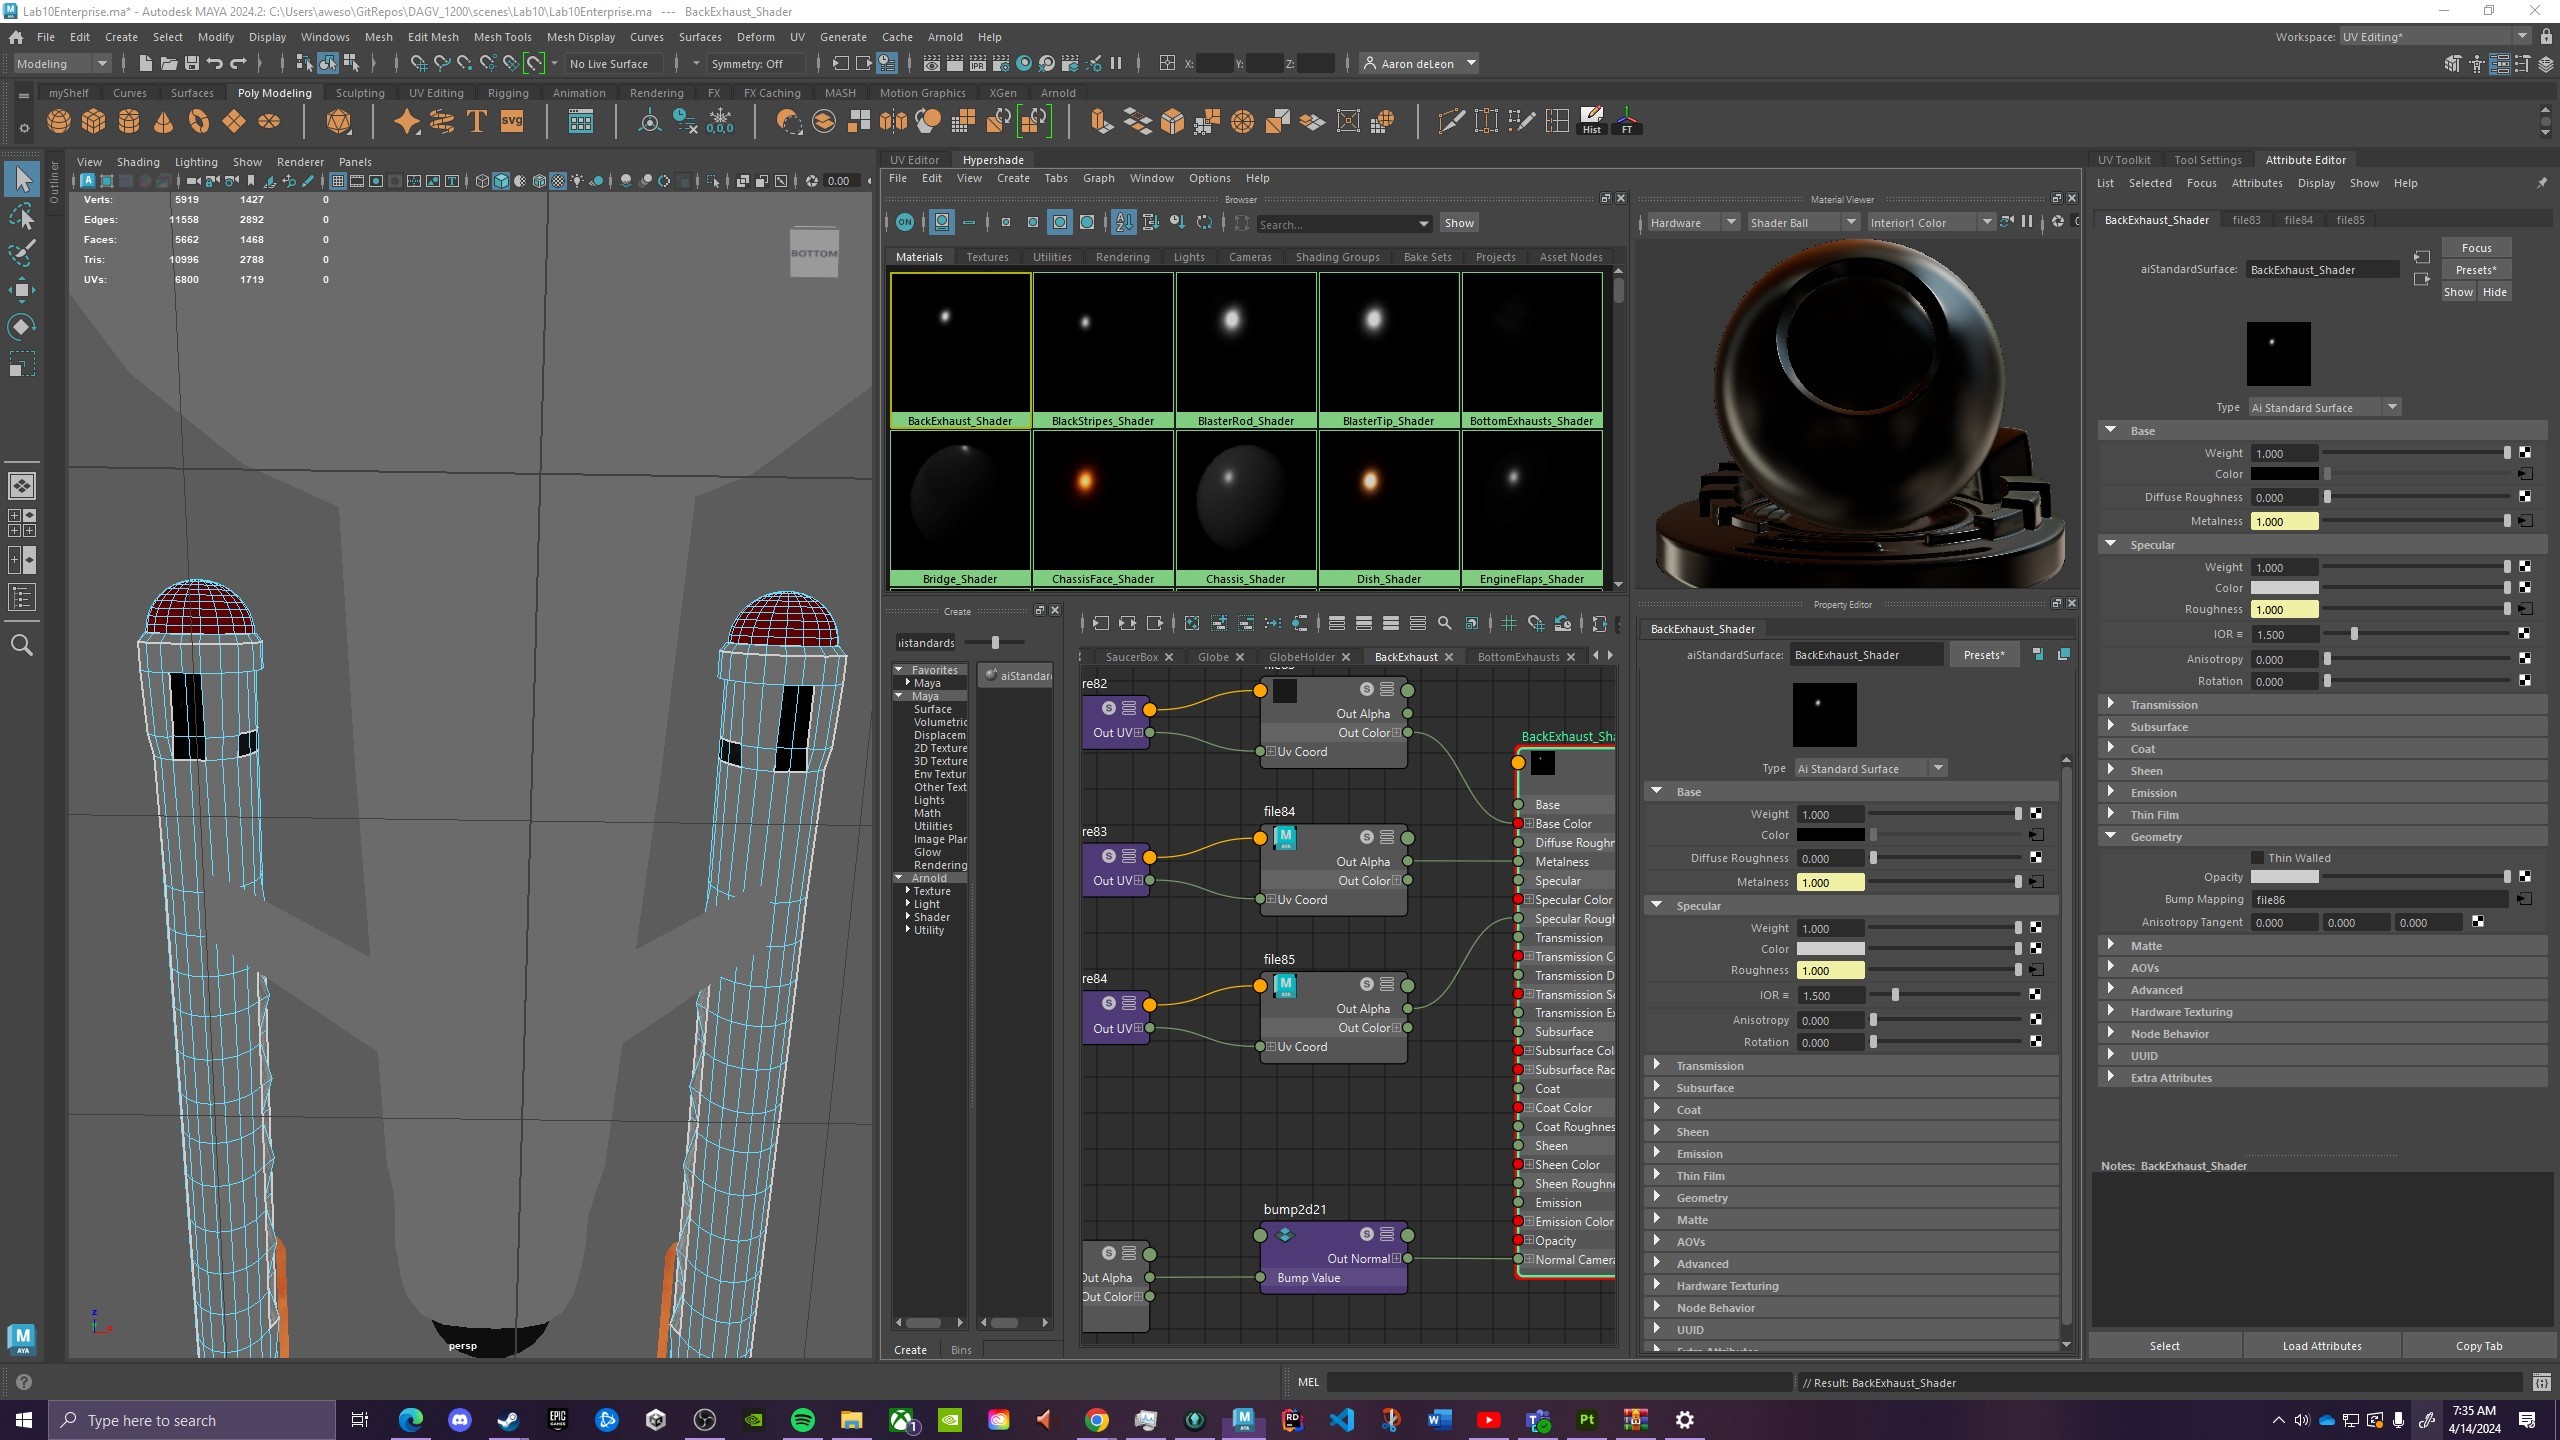 Lab10Enterprise.ma* - Autodesk MAYA 2024.2: C:\Users\aweso\GitRepos\DAGV_1200\scenes\Lab10\Lab10Enterprise.ma --- BackExhaust_Shader
File Edit Create Select Modify Display Windows Mesh Edit Mesh Mesh Tools Mesh Display Curves Surfaces Deform UV Generate Cache Arnold Help
Workspace: UV Editing*
Modeling No Live Surface Symmetry: Off X: Y: Z: Aaron deLeon
myShelf Curves Surfaces Poly Modeling Sculpting UV Editing Rigging Animation Rendering FX FX Caching MASH Motion Graphics XGen Arnold
T svg 0,0,0 Hist FT
Outliner
View Shading Lighting Show Renderer Panels
0.00
Verts: 5919 1427 0
Edges: 11558 2892 0
Faces: 5662 1468 0
Tris: 10996 2788 0
UVs: 6800 1719 0
BOTTOM
persp
z
x
UV Editor Hypershade
File Edit View Create Tabs Graph Window Options Help
Browser
ON Search... Show
Materials Textures Utilities Rendering Lights Cameras Shading Groups Bake Sets Projects Asset Nodes
BackExhaust_Shader BlackStripes_Shader BlasterRod_Shader BlasterTip_Shader BottomExhausts_Shader
Bridge_Shader ChassisFace_Shader Chassis_Shader Dish_Shader EngineFlaps_Shader
Material Viewer
Hardware Shader Ball Interior1 Color
Create
iistandards
Favorites
Maya
Maya
Surface
Volumetric
Displacem
2D Texture
3D Texture
Env Textur
Other Text
Lights
Math
Utilities
Image Plar
Glow
Rendering
Arnold
Texture
Light
Shader
Utility
aiStandar
Create Bins
SaucerBox Globe GlobeHolder BackExhaust BottomExhausts
re82
Out UV
Out Alpha
Out Color
Uv Coord
re83
Out UV
file84
Out Alpha
Out Color
Uv Coord
re84
Out UV
file85
Out Alpha
Out Color
Uv Coord
Out Alpha
Out Color
bump2d21
Out Normal
Bump Value
BackExhaust_Sha
Base
Base Color
Diffuse Roughn
Metalness
Specular
Specular Color
Specular Rough
Transmission
Transmission C
Transmission D
Transmission Sc
Transmission Ex
Subsurface
Subsurface Col
Subsurface Rac
Coat
Coat Color
Coat Roughnes
Sheen
Sheen Color
Sheen Roughne
Emission
Emission Color
Opacity
Normal Camera
Property Editor
BackExhaust_Shader
aiStandardSurface: BackExhaust_Shader Presets*
Type Ai Standard Surface
Base
Weight 1.000
Color
Diffuse Roughness 0.000
Metalness 1.000
Specular
Weight 1.000
Color
Roughness 1.000
IOR 1.500
Anisotropy 0.000
Rotation 0.000
Transmission
Subsurface
Coat
Sheen
Emission
Thin Film
Geometry
Matte
AOVs
Advanced
Hardware Texturing
Node Behavior
UUID
Extra Attributes
UV Toolkit Tool Settings Attribute Editor
List Selected Focus Attributes Display Show Help
BackExhaust_Shader file83 file84 file85
Focus
aiStandardSurface: BackExhaust_Shader Presets*
Show Hide
Type Ai Standard Surface
Base
Weight 1.000
Color
Diffuse Roughness 0.000
Metalness 1.000
Specular
Weight 1.000
Color
Roughness 1.000
IOR 1.500
Anisotropy 0.000
Rotation 0.000
Transmission
Subsurface
Coat
Sheen
Emission
Thin Film
Geometry
Thin Walled
Opacity
Bump Mapping file86
Anisotropy Tangent 0.000 0.000 0.000
Matte
AOVs
Advanced
Hardware Texturing
Node Behavior
UUID
Extra Attributes
Notes: BackExhaust_Shader
Select Load Attributes Copy Tab
MEL // Result: BackExhaust_Shader
Type here to search
7:35 AM
4/14/2024